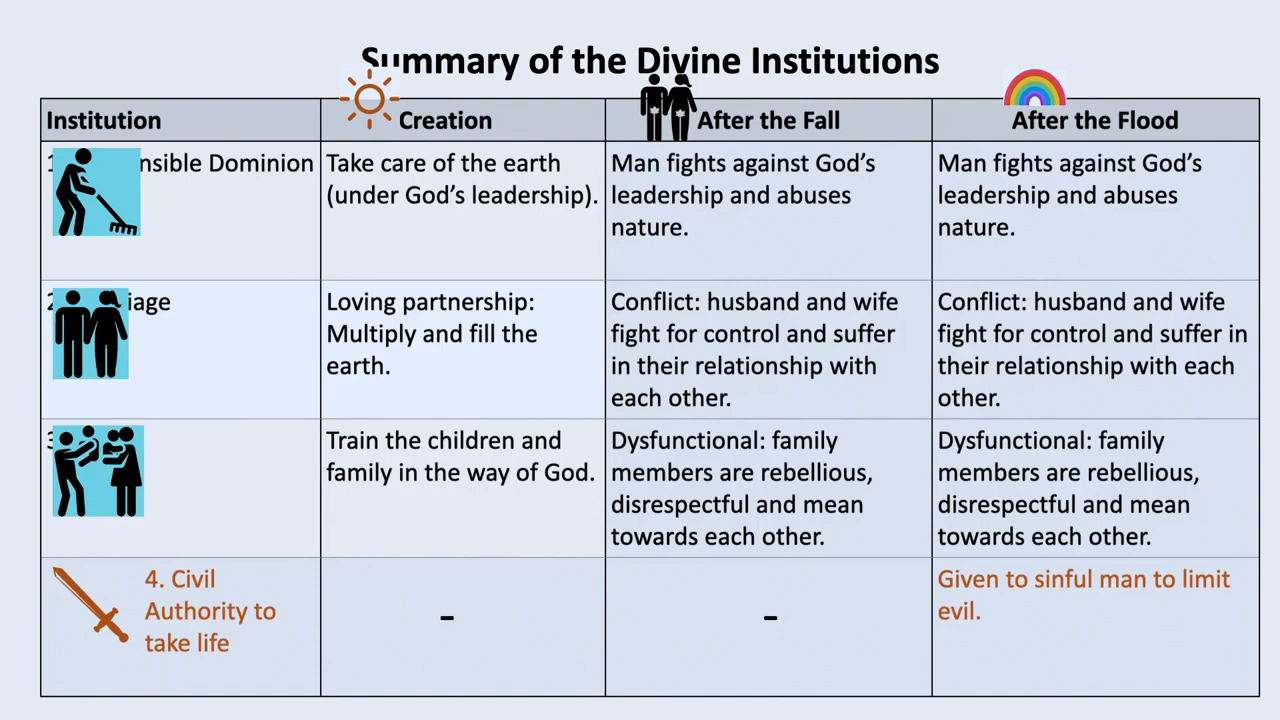 Summary of the Divine Institutions
Institution
Creation
After the Fall
After the Flood
Dominion
Take care of the earth
(under God's leadership).
Man fights against God's
leadership and abuses
nature.
Man fights against God's
leadership and abuses
nature.
Loving partnership:
Multiply and fill the
earth.
Conflict: husband and wife
fight for control and suffer
in their relationship with
each other.
Conflict: husband and wife
fight for control and suffer in
their relationship with each
other.
Train the children and
family in the way of God.
Dysfunctional: family
members are rebellious,
disrespectful and mean
towards each other.
Dysfunctional: family
members are rebellious,
disrespectful and mean
towards each other.
4. Civil
Authority to
take life
-
-
Given to sinful man to limit
evil.